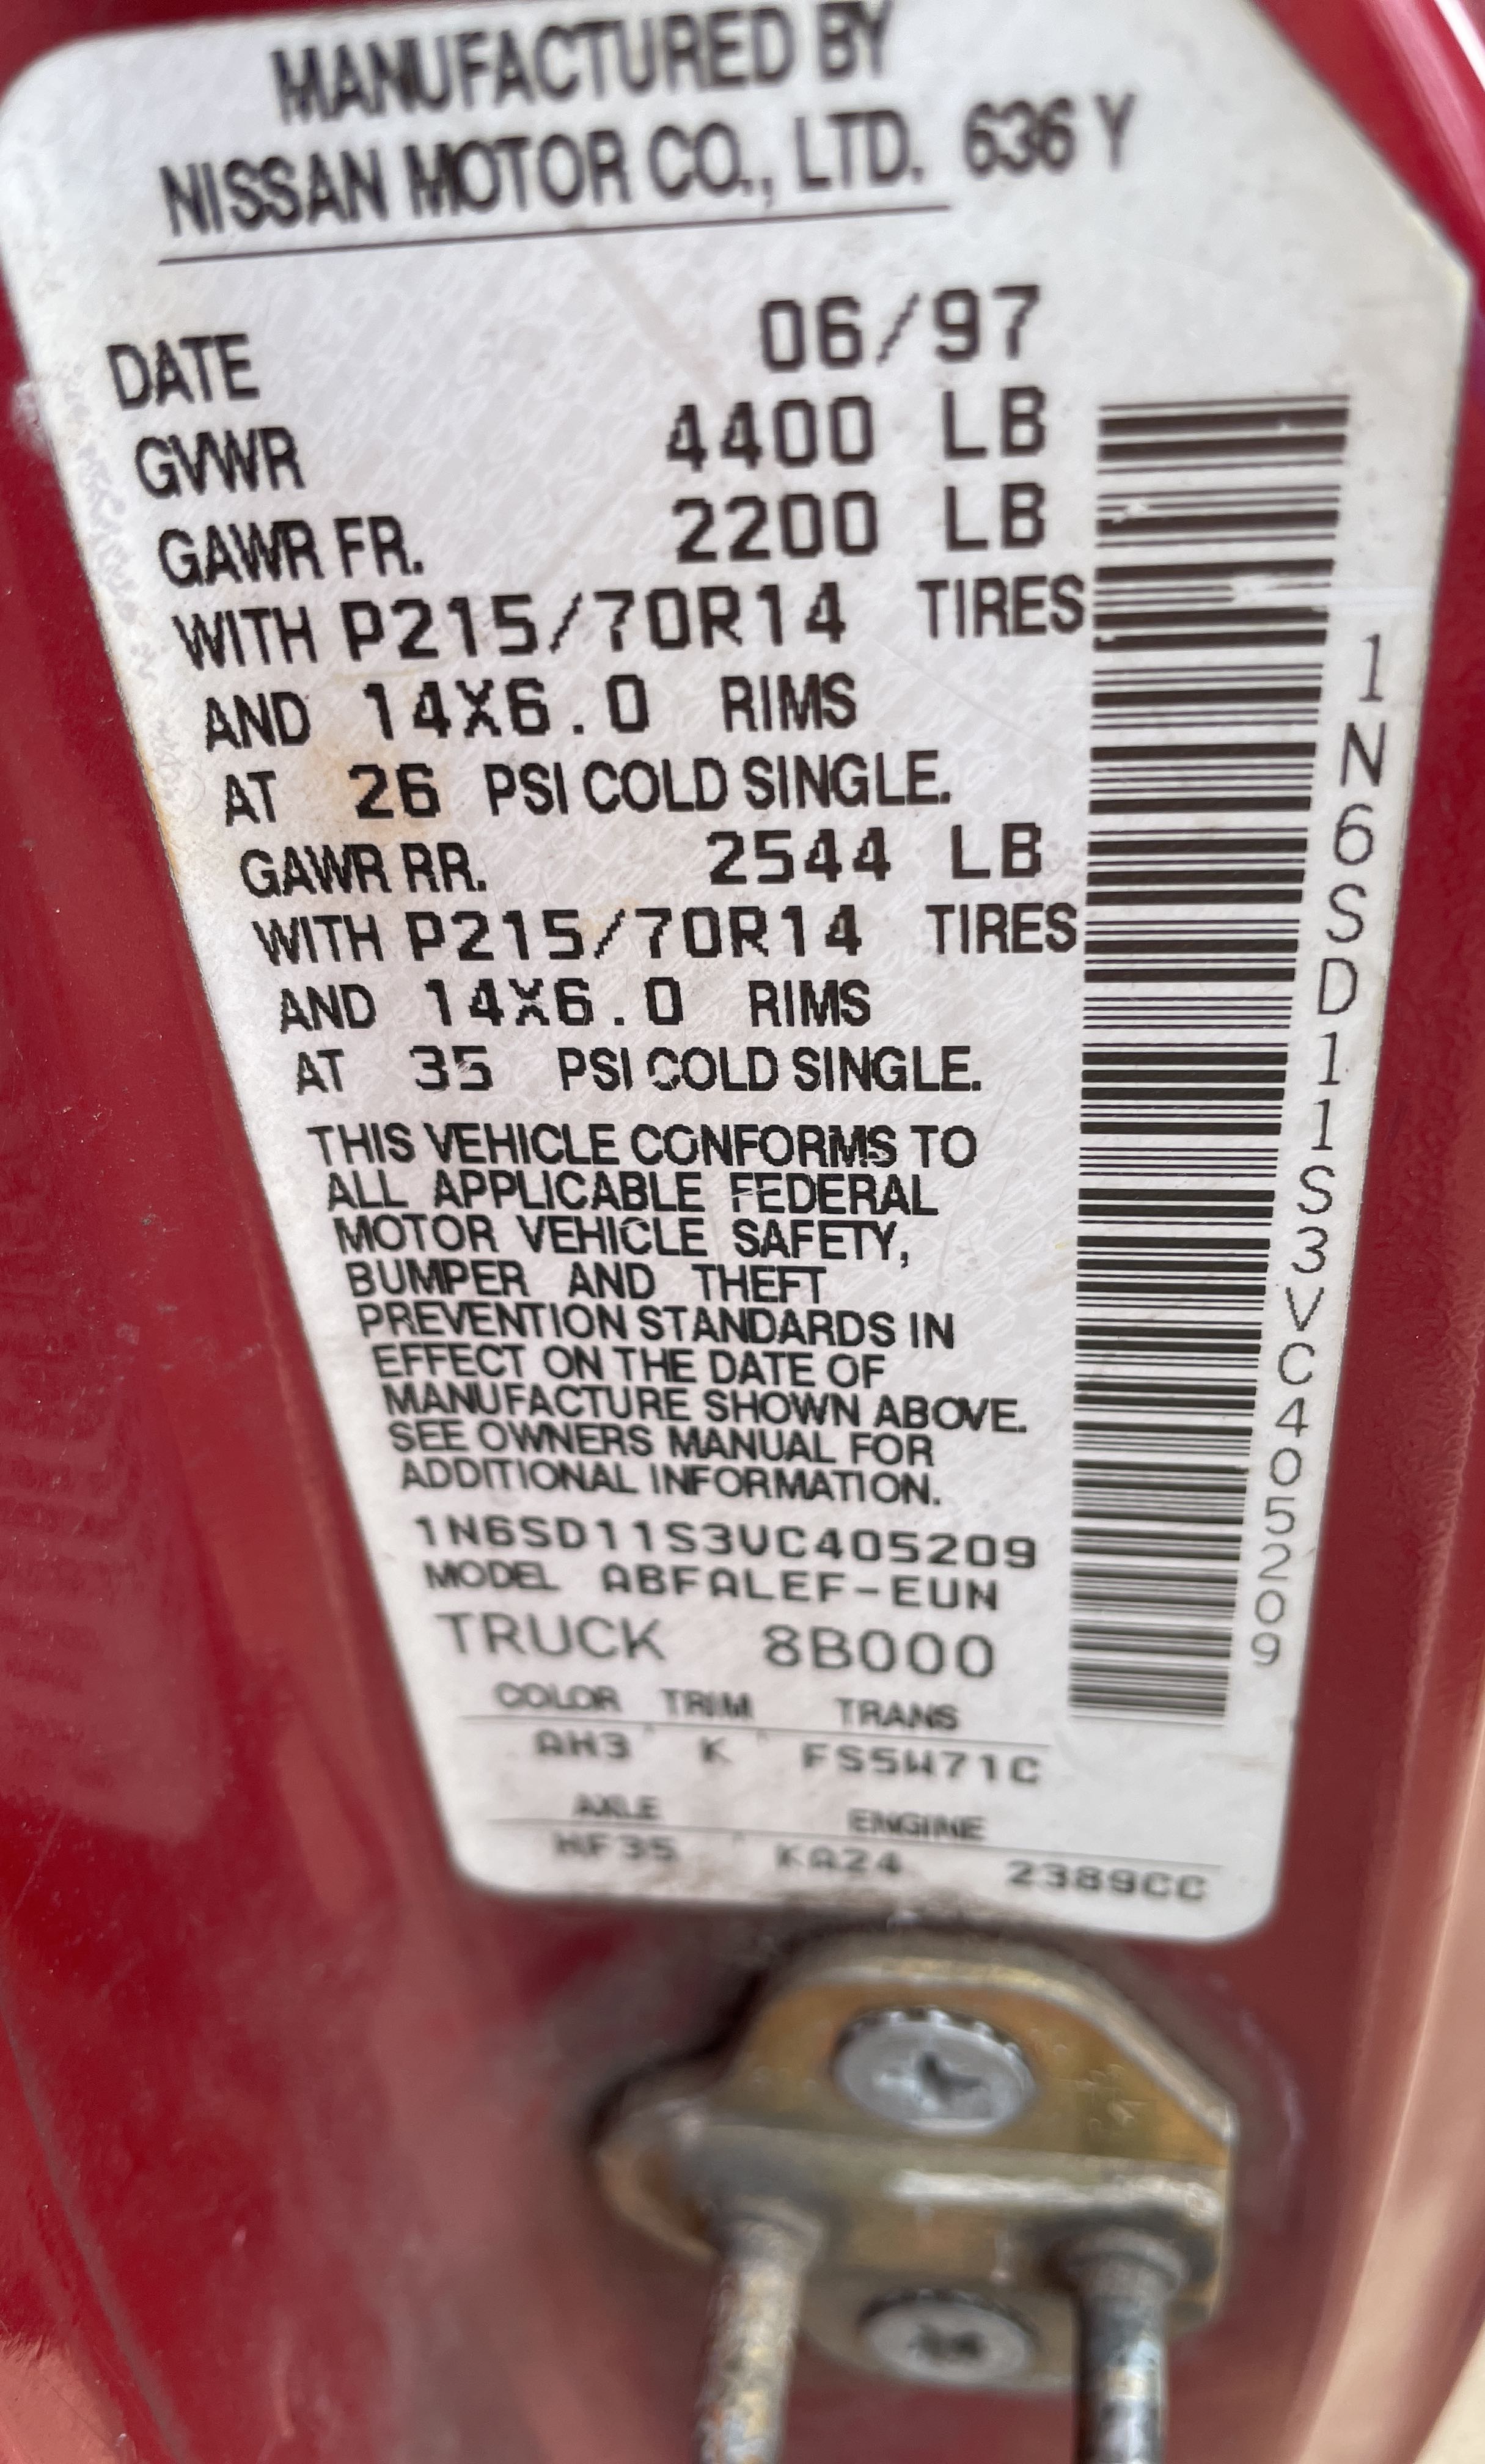 MANUFACTURED BY
NISSAN MOTOR CO., LTD. 636 Y
DATE 06/97
GVWR 4400 LB
GAWR FR. 2200 LB
WITH P215/70R14 TIRES
AND 14X6.0 RIMS
AT 26 PSI COLD SINGLE.
GAWR RR. 2544 LB
WITH P215/70R14 TIRES
AND 14X6.0 RIMS
AT 35 PSI COLD SINGLE.
THIS VEHICLE CONFORMS TO
ALL APPLICABLE FEDERAL
MOTOR VEHICLE SAFETY,
BUMPER AND THEFT
PREVENTION STANDARDS IN
EFFECT ON THE DATE OF
MANUFACTURE SHOWN ABOVE.
SEE OWNERS MANUAL FOR
ADDITIONAL INFORMATION.
1N6SD11S3VC405209
MODEL ABFALEF-EUN
TRUCK 8B000
COLOR TRIM TRANS
AH3 K FS5W71C
AXLE ENGINE
HF35 KA24 2389CC
1N6SD11S3VC405209